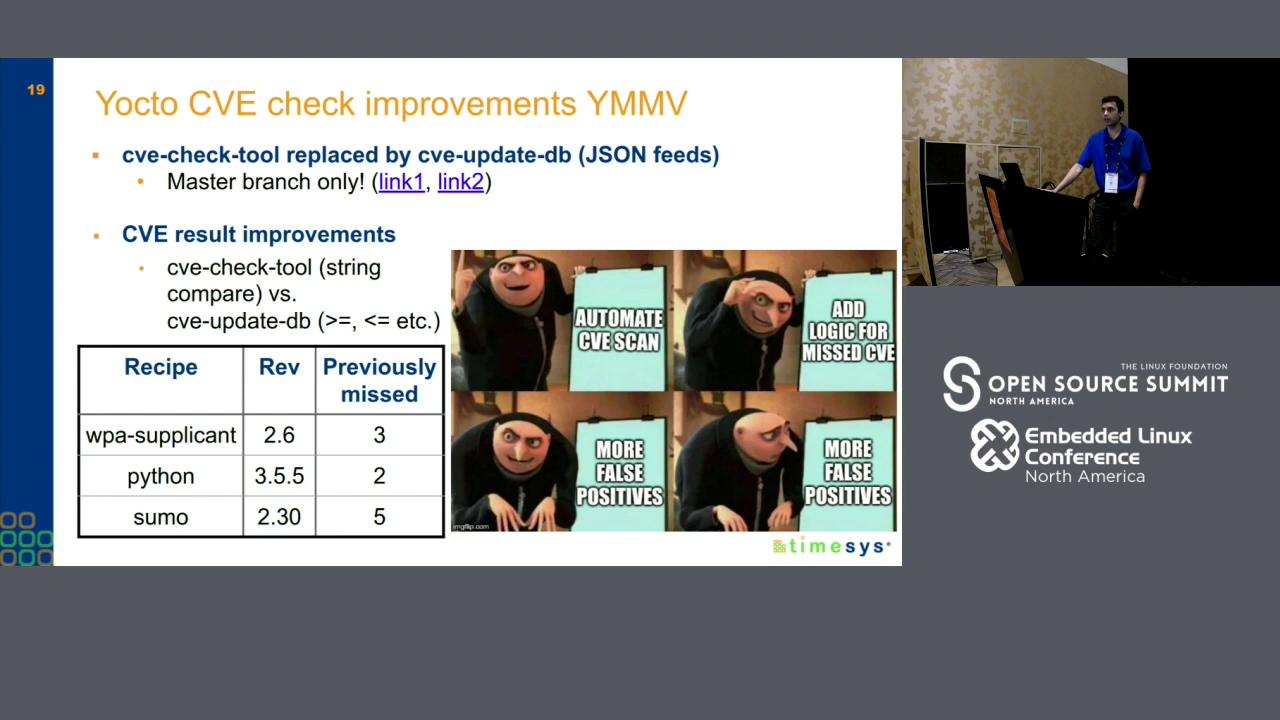 19
Yocto CVE check improvements YMMV
cve-check-tool replaced by cve-update-db (JSON feeds)
Master branch only! (link1, link2)
CVE result improvements
cve-check-tool (string
compare) vs.
cve-update-db (>=, <= etc.)
Recipe Rev Previously
missed
wpa-supplicant 2.6 3
python 3.5.5 2
sumo 2.30 5
AUTOMATE
CVE SCAN
ADD
LOGIC FOR
MISSED CVE
MORE
FALSE
POSITIVES
MORE
FALSE
POSITIVES
imgflip.com
timesys
THE LINUX FOUNDATION
OPEN SOURCE SUMMIT
NORTH AMERICA
Embedded Linux
Conference
North America